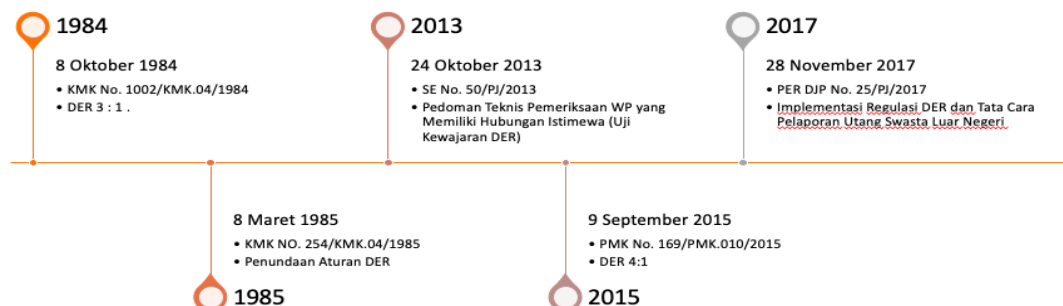 1984
8 Oktober 1984
• KMK No. 1002/KMK.04/1984
• DER 3 : 1 .
8 Maret 1985
• KMK NO. 254/KMK.04/1985
• Penundaan Aturan DER
1985
2013
24 Oktober 2013
• SE No. 50/PJ/2013
• Pedoman Teknis Pemeriksaan WP yang
Memiliki Hubungan Istimewa (Uji
Kewajaran DER)
9 September 2015
• PMK No. 169/PMK.010/2015
• DER 4:1
2015
2017
28 November 2017
• PER DJP No. 25/PJ/2017
• Implementasi Regulasi DER dan Tata Cara
Pelaporan Utang Swasta Luar Negeri